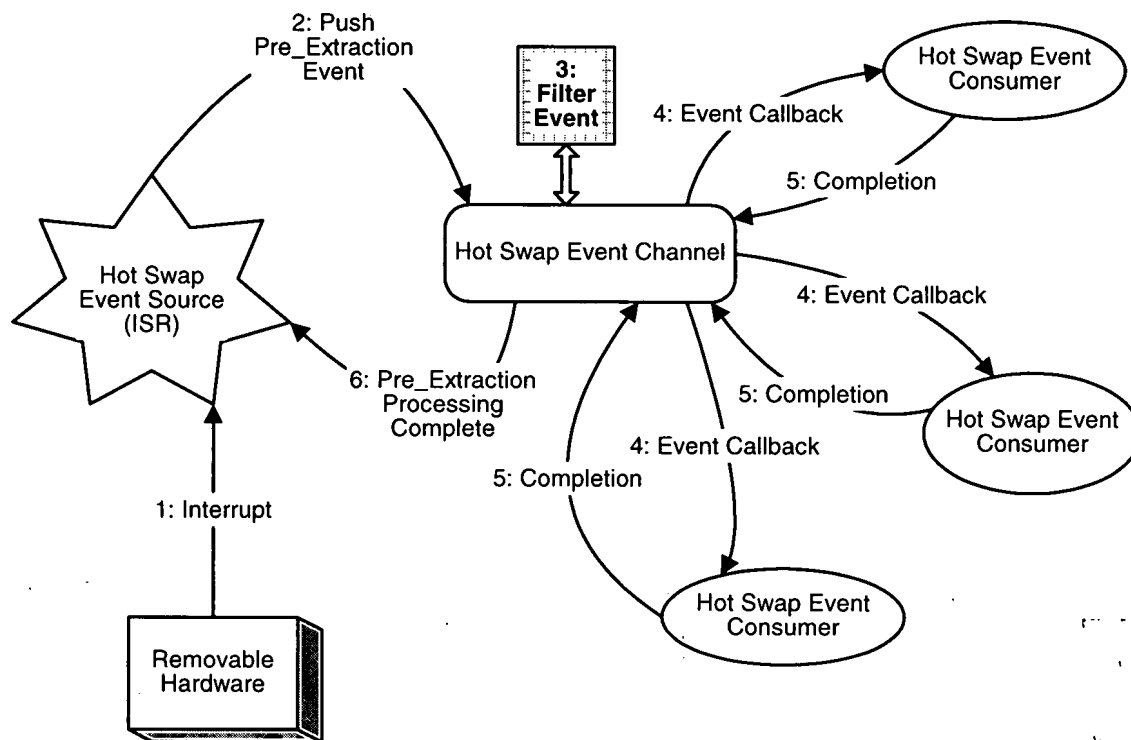 2: Push
Pre_Extraction
Event
3:
Filter
Event
Hot Swap Event
Consumer
4: Event Callback
5: Completion
Hot Swap Event Channel
Hot Swap
Event Source
(ISR)
4: Event Callback
6: Pre_Extraction
Processing
Complete
5: Completion
Hot Swap Event
Consumer
4: Event Callback
5: Completion
1: Interrupt
Hot Swap Event
Consumer
Removable
Hardware